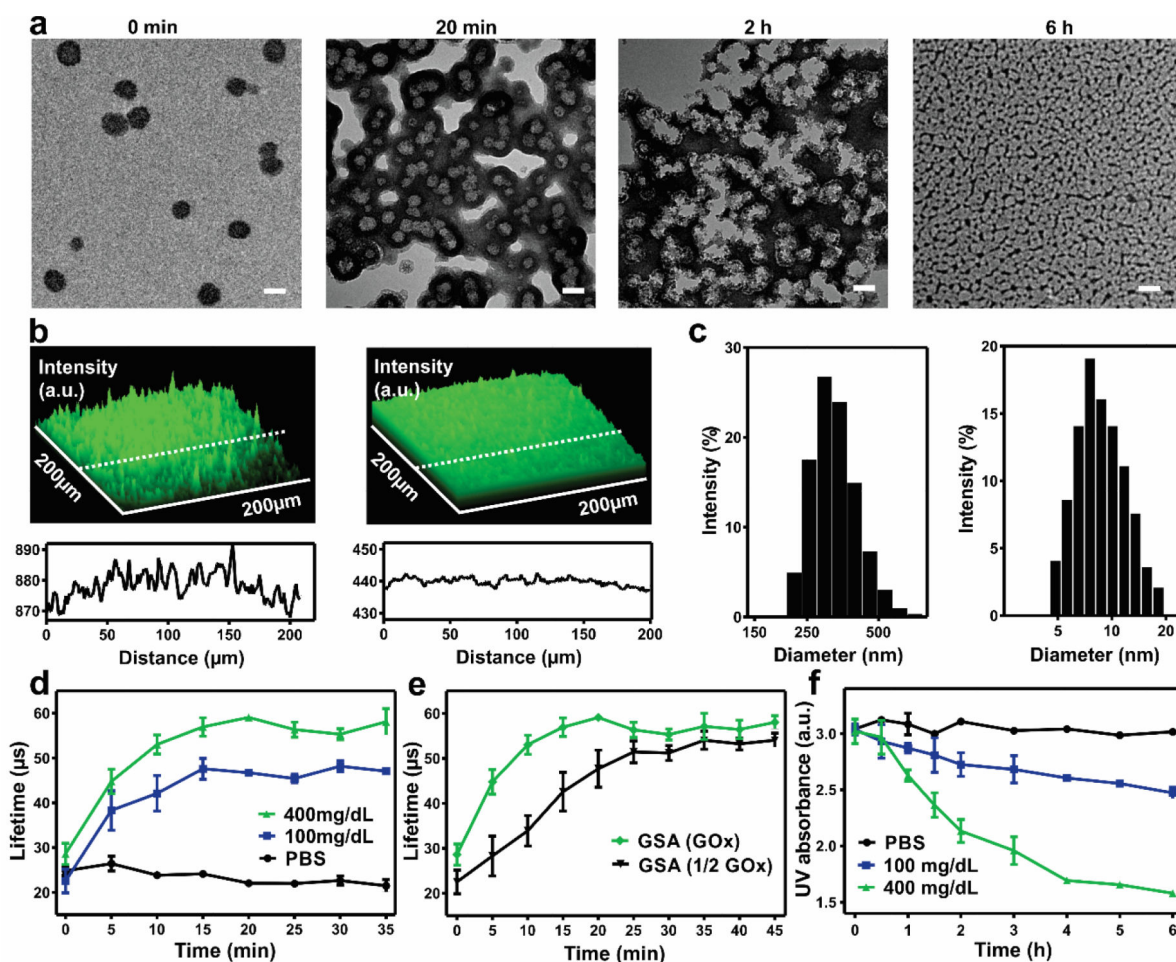 a
0 min
20 min
2 h
6 h
b
Intensity
(a.u.)
200µm
200µm
Intensity
(a.u.)
200µm
200µm
890
880
870
0
50
100
150
200
Distance (µm)
450
440
430
0
50
100
150
200
Distance (µm)
c
30
20
10
0
Intensity (%)
150
250
500
Diameter (nm)
20
15
10
5
0
Intensity (%)
5
10
20
Diameter (nm)
d
60
50
40
30
20
Lifetime (µs)
400mg/dL
100mg/dL
PBS
0
5
10
15
20
25
30
35
Time (min)
e
60
50
40
30
20
Lifetime (µs)
GSA (GOx)
GSA (1/2 GOx)
0
5
10
15
20
25
30
35
40
45
Time (min)
f
3.0
2.5
2.0
1.5
UV absorbance (a.u.)
PBS
100 mg/dL
400 mg/dL
0
1
2
3
4
5
6
Time (h)